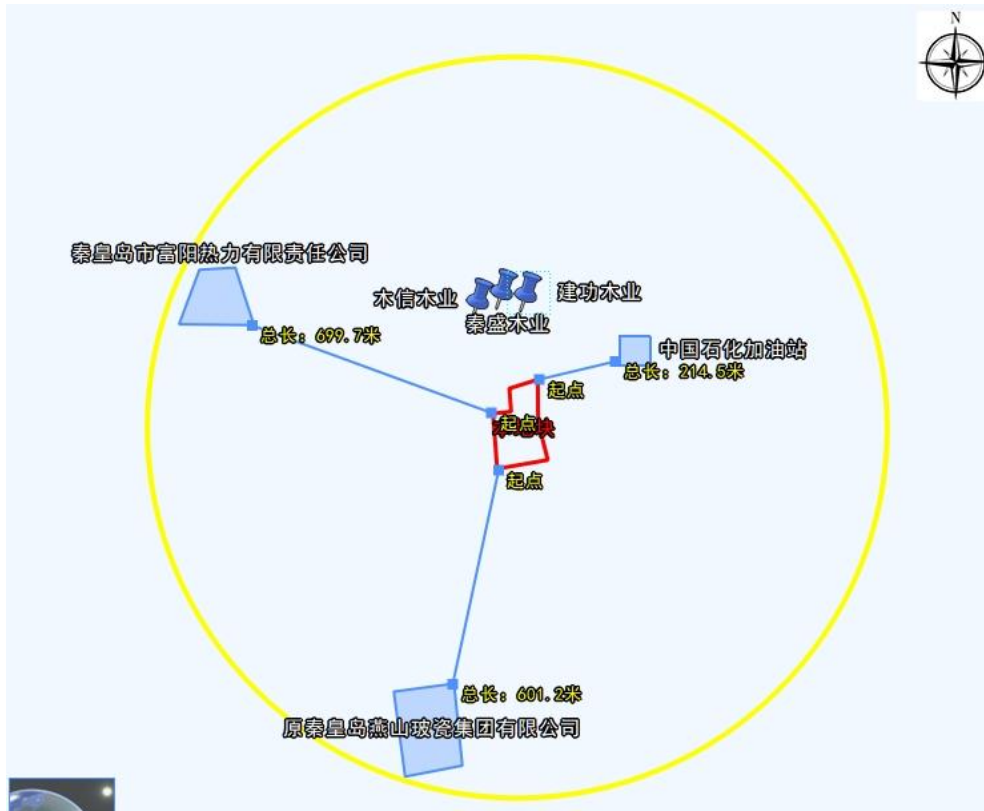 N
秦皇岛市富阳热力有限责任公司
木信木业
建功木业
秦盛木业
总长: 699.7米
中国石化加油站
总长: 214.5米
起点
起点
本地块
起点
总长: 601.2米
原秦皇岛燕山玻瓷集团有限公司